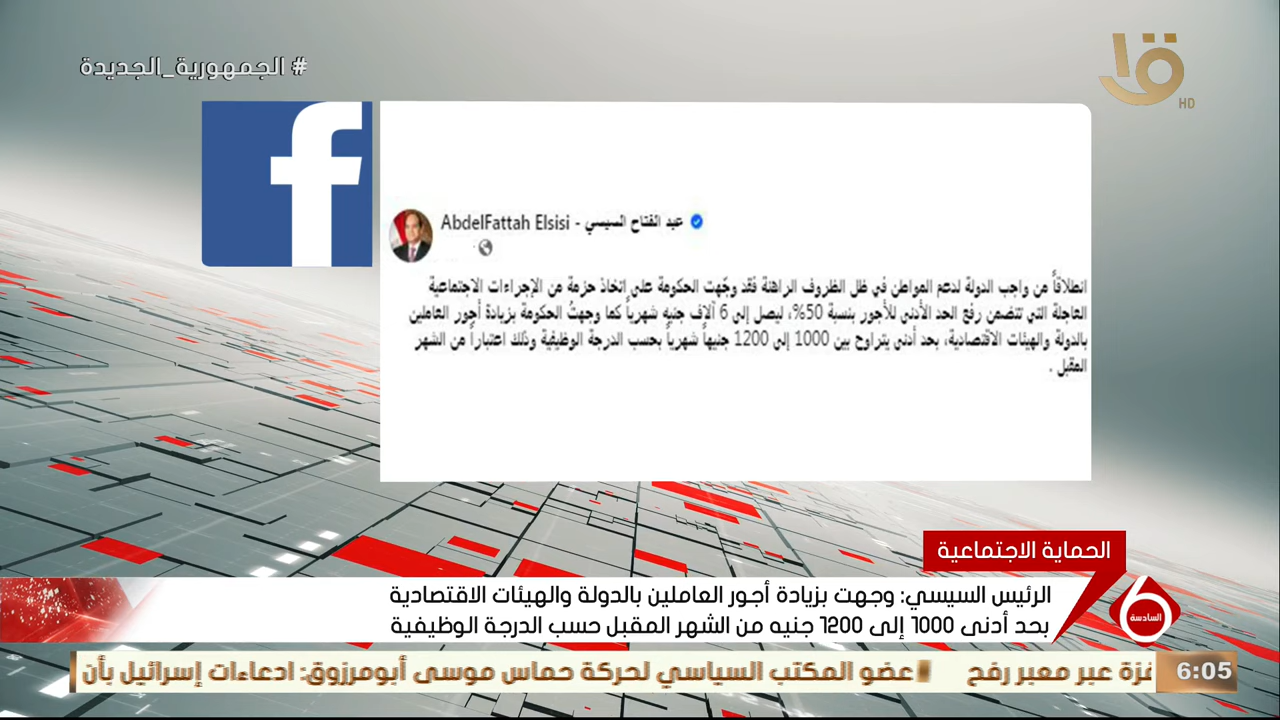 #الجمهورية_الجديدة
HD
AbdelFattah Elsisi - عبد الفتاح السيسي
انطلاقاً من واجب الدولة لدعم المواطن في ظل الظروف الراهنة فقد وجّهت الحكومة على اتخاذ حزمة من الإجراءات الاجتماعية
العاجلة التي تتضمن رفع الحد الأدنى للأجور بنسبة 50%، ليصل إلى 6 آلاف جنيه شهرياً كما وجهتُ الحكومة بزيادة أجور العاملين
بالدولة والهيئات الاقتصادية، بحد أدنى يتراوح بين 1000 إلى 1200 جنيهاً شهرياً بحسب الدرجة الوظيفية وذلك اعتباراً من الشهر
المقبل .
الحماية الاجتماعية
الرئيس السيسي: وجهت بزيادة أجور العاملين بالدولة والهيئات الاقتصادية
بحد أدنى 1000 إلى 1200 جنيه من الشهر المقبل حسب الدرجة الوظيفية
السادسة
غزة عبر معبر رفح عضو المكتب السياسي لحركة حماس موسى أبومرزوق: ادعاءات إسرائيل بأن
6:05